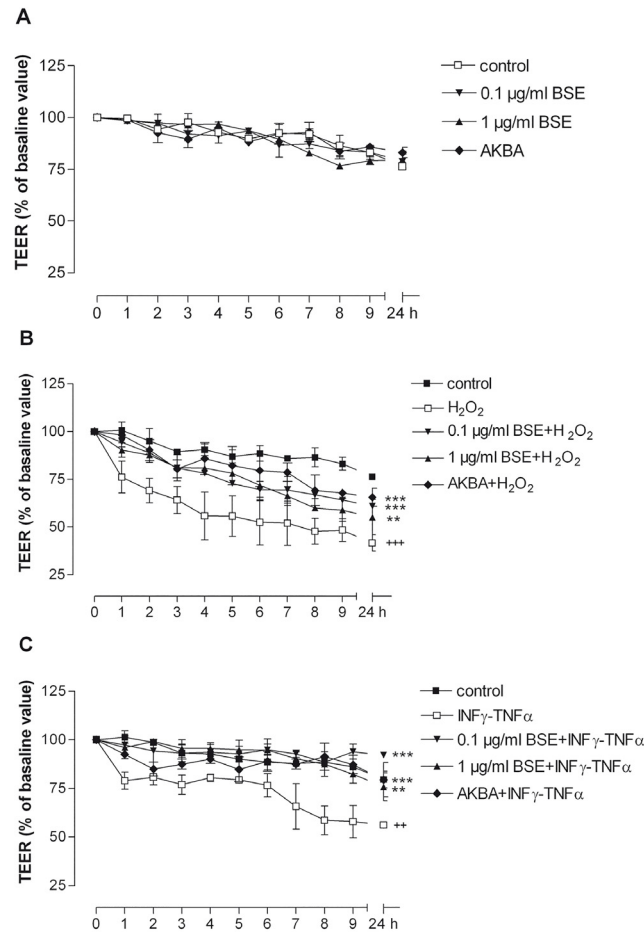 A
TEER (% of basaline value)
125
100
75
50
25
0 1 2 3 4 5 6 7 8 9 24 h
control
0.1 µg/ml BSE
1 µg/ml BSE
AKBA
B
TEER (% of baseline value)
125
100
75
50
25
0 1 2 3 4 5 6 7 8 9 24 h
control
H₂O₂
0.1 µg/ml BSE+H₂O₂
1 µg/ml BSE+H₂O₂
AKBA+H₂O₂
***
***
**
+++
C
TEER (% of baseline value)
125
100
75
50
25
0 1 2 3 4 5 6 7 8 9 24 h
control
INFγ-TNFα
0.1 µg/ml BSE+INFγ-TNFα
1 µg/ml BSE+INFγ-TNFα
AKBA+INFγ-TNFα
***
***
**
++